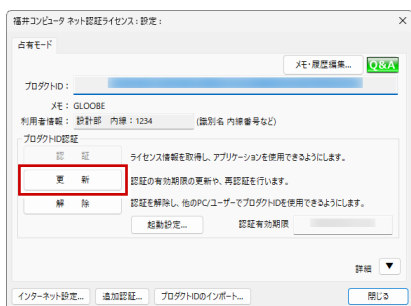 福井コンピュータ ネット認証ライセンス：設定：
占有モード
メモ・履歴編集... Q&A
プロダクトID：
メモ： GLOOBE
利用者情報： 設計部 内線：1234 (識別名 内線番号など)
プロダクトID認証
認 証 ライセンス情報を取得し、アプリケーションを使用できるようにします。
更 新 認証の有効期限の更新や、再認証を行います。
解 除 認証を解除し、他のPC/ユーザーでプロダクトIDを使用できるようにします。
起動設定... 認証有効期限
詳細 ▼
インターネット設定... 追加認証... プロダクトIDのインポート... 閉じる